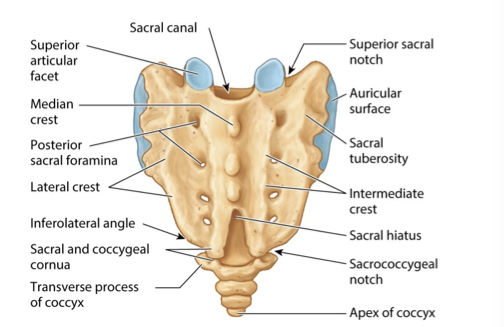 Sacral canal
Superior
articular
facet
Median
crest
Posterior
sacral foramina
Lateral crest
Inferolateral angle
Sacral and coccygeal
cornua
Transverse process
of coccyx
Superior sacral
notch
Auricular
surface
Sacral
tuberosity
Intermediate
crest
Sacral hiatus
Sacrococcygeal
notch
Apex of coccyx